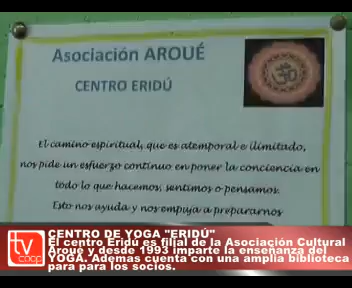 Asociación AROUÉ
CENTRO ERIDÚ
El camino espiritual, que es atemporal e ilimitado,
nos pide un esfuerzo continuo en poner la conciencia en
todo lo que hacemos, sentimos o pensamos.
Esto nos ayuda y nos empuja a prepararnos
tv
coop
CENTRO DE YOGA "ERIDÚ"
El centro Eridú es filial de la Asociación Cultural
Aroué y desde 1993 imparte la enseñanza del
YOGA. Ademas cuenta con una amplia biblioteca
para para los socios.